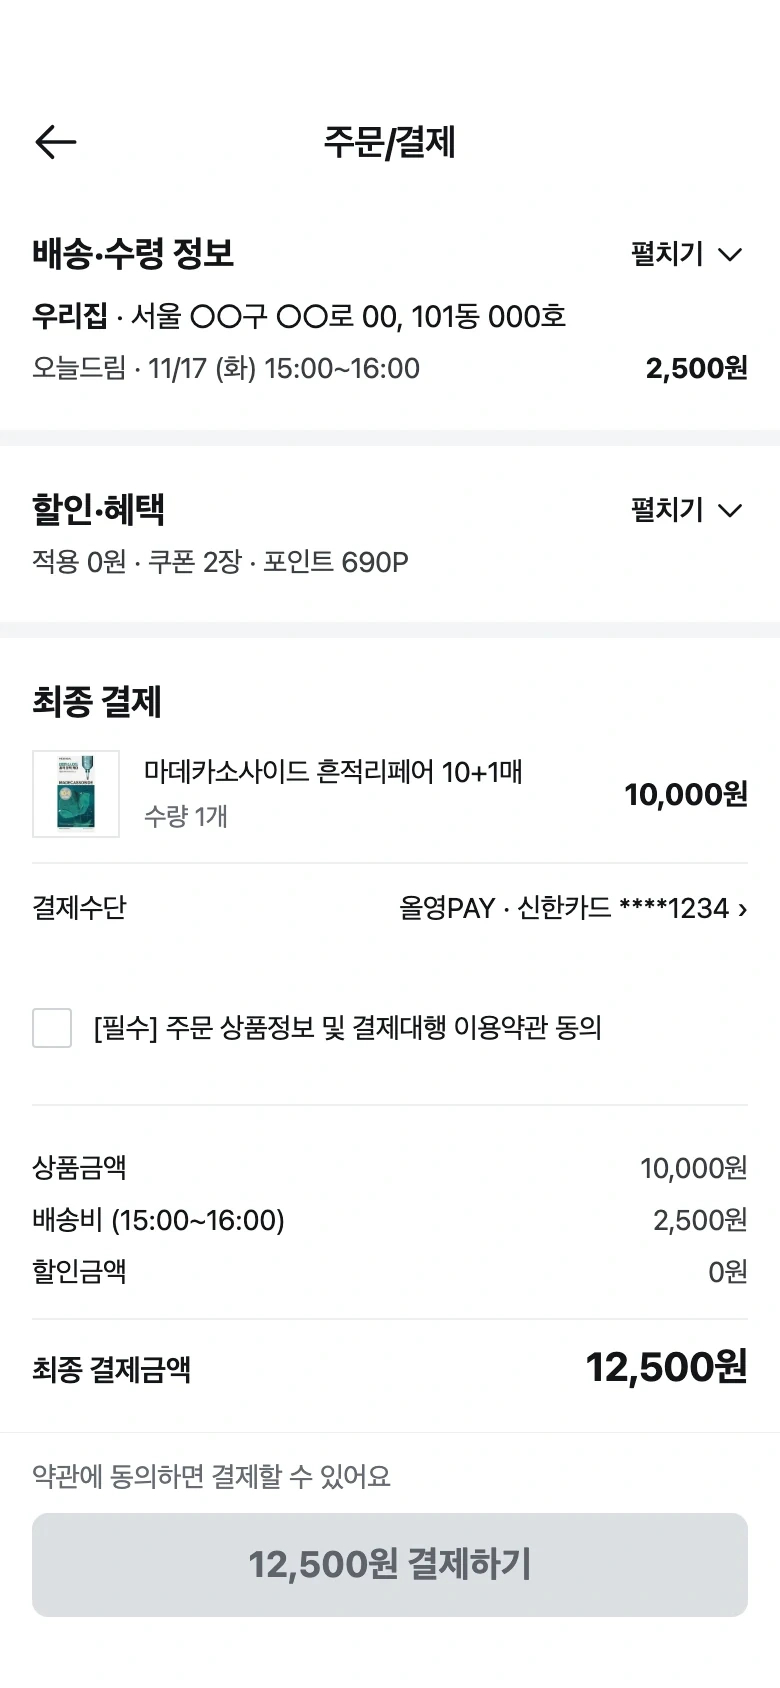 주문/결제
배송·수령 정보 펼치기
우리집 · 서울 ○○구 ○○로 00, 101동 000호
오늘드림 · 11/17 (화) 15:00~16:00 2,500원
할인·혜택 펼치기
적용 0원 · 쿠폰 2장 · 포인트 690P
최종 결제
마데카소사이드 흔적리페어 10+1매
수량 1개
10,000원
결제수단 올영PAY · 신한카드 ****1234 ›
[필수] 주문 상품정보 및 결제대행 이용약관 동의
상품금액 10,000원
배송비 (15:00~16:00) 2,500원
할인금액 0원
최종 결제금액 12,500원
약관에 동의하면 결제할 수 있어요
12,500원 결제하기